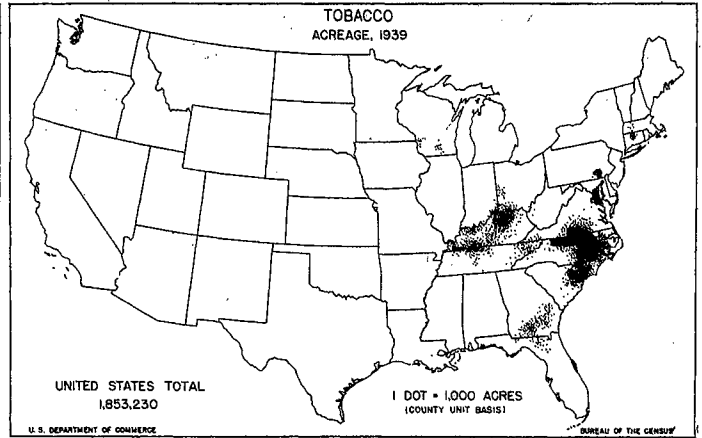 TOBACCO
ACREAGE, 1939
UNITED STATES TOTAL
1,853,230
1 DOT = 1,000 ACRES
(COUNTY UNIT BASIS)
U. S. DEPARTMENT OF COMMERCE
BUREAU OF THE CENSUS